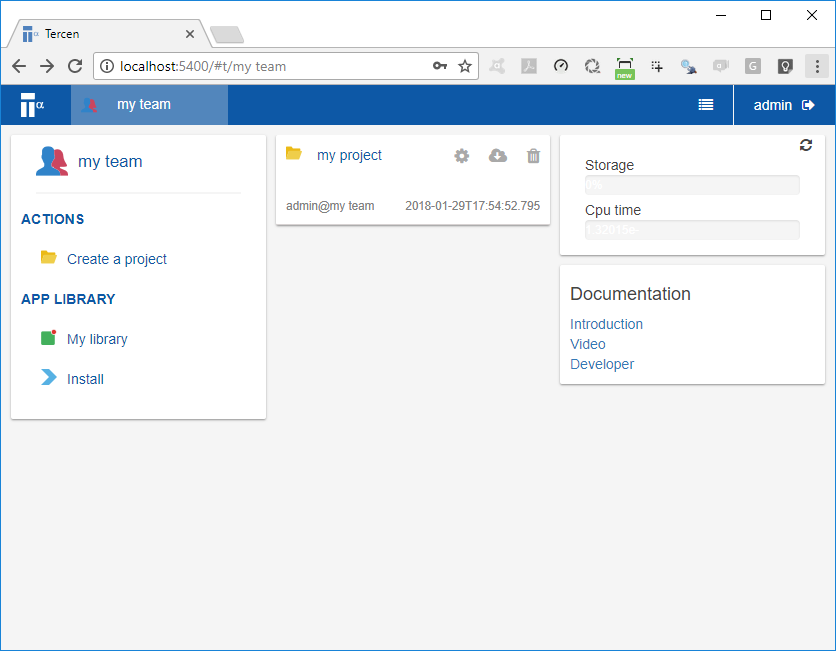 Tercen
localhost:5400/#t/my team
new
G
α
my team
admin
my team
ACTIONS
Create a project
APP LIBRARY
My library
Install
my project
admin@my team
2018-01-29T17:54:52.795
Storage
0%
Cpu time
1.32015e-
Documentation
Introduction
Video
Developer